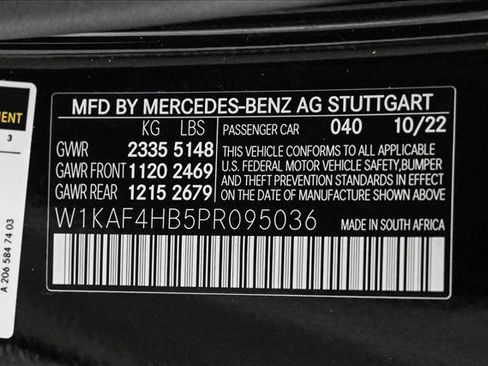 MFD BY MERCEDES-BENZ AG STUTTGART
KG LBS
GVWR 2335 5148
GAWR FRONT 1120 2469
GAWR REAR 1215 2679
PASSENGER CAR 040 10/22
THIS VEHICLE CONFORMS TO ALL APPLICABLE
U.S. FEDERAL MOTOR VEHICLE SAFETY,BUMPER
AND THEFT PREVENTION STANDARDS IN EFFECT
ON THE DATE OF MANUFACTURE SHOWN ABOVE.
W1KAF4HB5PR095036 MADE IN SOUTH AFRICA
3
A 206 584 74 03